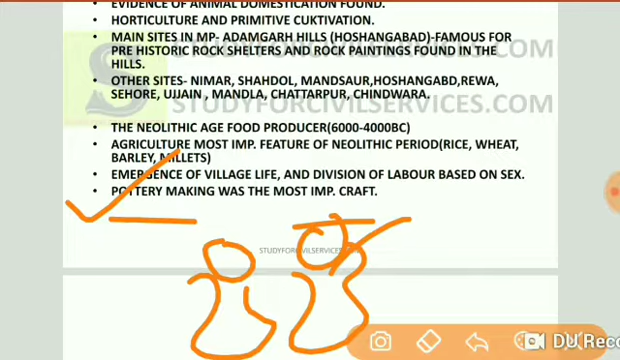 EVIDENCE OF ANIMAL DOMESTICATION FOUND.
HORTICULTURE AND PRIMITIVE CUKTIVATION.
MAIN SITES IN MP- ADAMGARH HILLS (HOSHANGABAD)-FAMOUS FOR
PRE HISTORIC ROCK SHELTERS AND ROCK PAINTINGS FOUND IN THE
HILLS.
OTHER SITES- NIMAR, SHAHDOL, MANDSAUR,HOSHANGABD,REWA,
SEHORE, UJJAIN , MANDLA, CHATTARPUR, CHINDWARA.
STUDYFORCIVILSERVICES.COM
THE NEOLITHIC AGE FOOD PRODUCER(6000-4000BC)
AGRICULTURE MOST IMP. FEATURE OF NEOLITHIC PERIOD(RICE, WHEAT,
BARLEY, MILLETS)
EMERGENCE OF VILLAGE LIFE, AND DIVISION OF LABOUR BASED ON SEX.
POTTERY MAKING WAS THE MOST IMP. CRAFT.
STUDYFORCIVILSERVICES
DU Reco